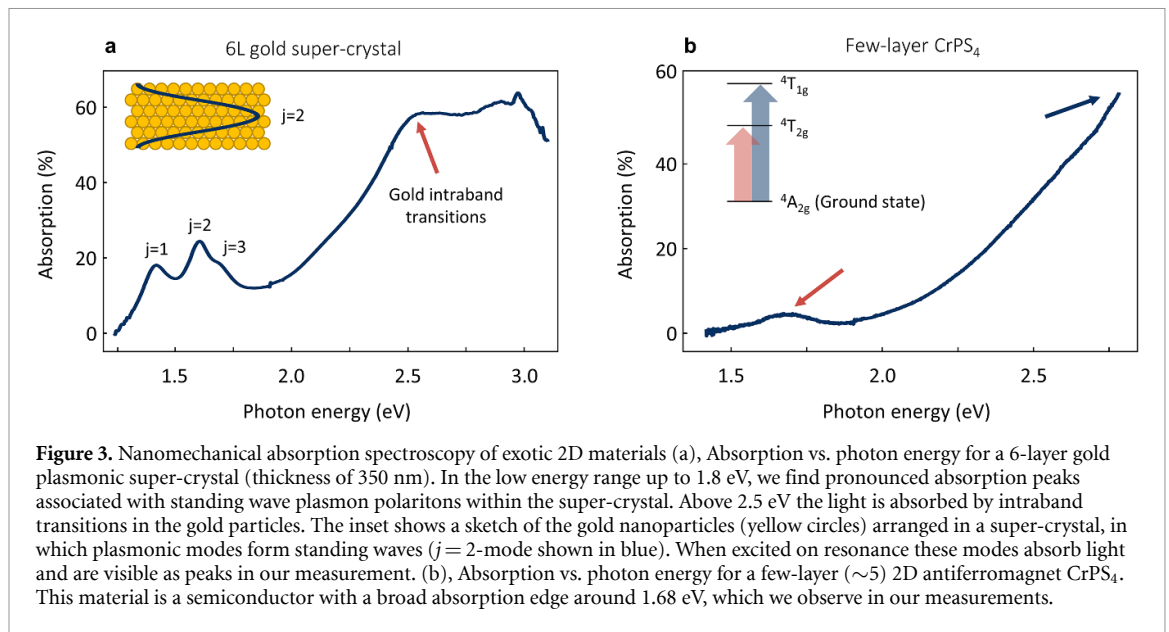 a
6L gold super-crystal
Absorption (%)
60
40
20
0
j=2
j=1
j=2
j=3
Gold intraband
transitions
1.5
2.0
2.5
3.0
Photon energy (eV)
b
Few-layer CrPS₄
Absorption (%)
60
40
20
0
⁴T₁g
⁴T₂g
⁴A₂g (Ground state)
1.5
2.0
2.5
Photon energy (eV)
Figure 3. Nanomechanical absorption spectroscopy of exotic 2D materials (a), Absorption vs. photon energy for a 6-layer gold
plasmonic super-crystal (thickness of 350 nm). In the low energy range up to 1.8 eV, we find pronounced absorption peaks
associated with standing wave plasmon polaritons within the super-crystal. Above 2.5 eV the light is absorbed by intraband
transitions in the gold particles. The inset shows a sketch of the gold nanoparticles (yellow circles) arranged in a super-crystal, in
which plasmonic modes form standing waves (j = 2-mode shown in blue). When excited on resonance these modes absorb light
and are visible as peaks in our measurement. (b), Absorption vs. photon energy for a few-layer (∼5) 2D antiferromagnet CrPS₄.
This material is a semiconductor with a broad absorption edge around 1.68 eV, which we observe in our measurements.